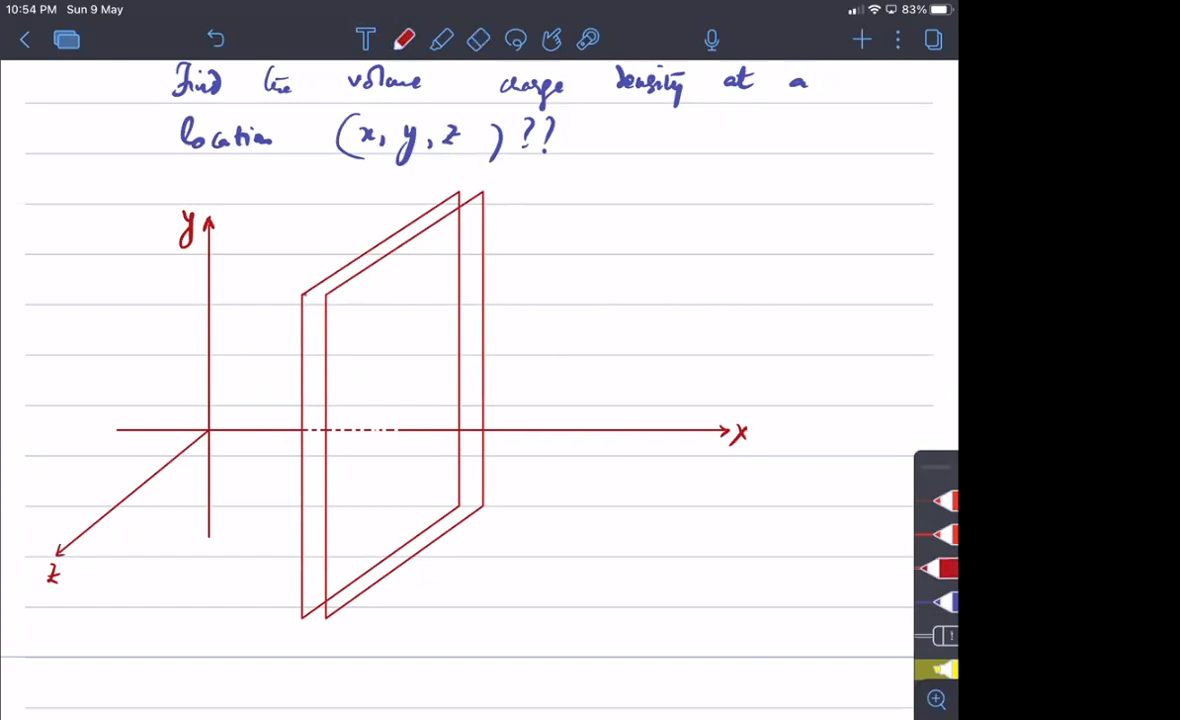 10:54 PM Sun 9 May 83%
T
Find the volume charge density at a
location (x, y, z) ??
y
x
z